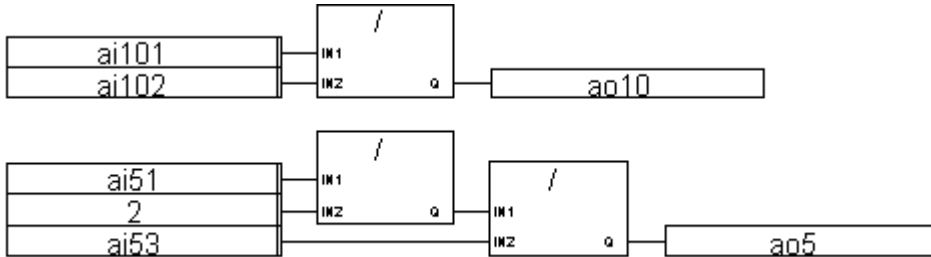 /
ai101 IN1
ai102 IN2 Q ao10
/
ai51 IN1 /
2 IN2 Q IN1
ai53 IN2 Q ao5